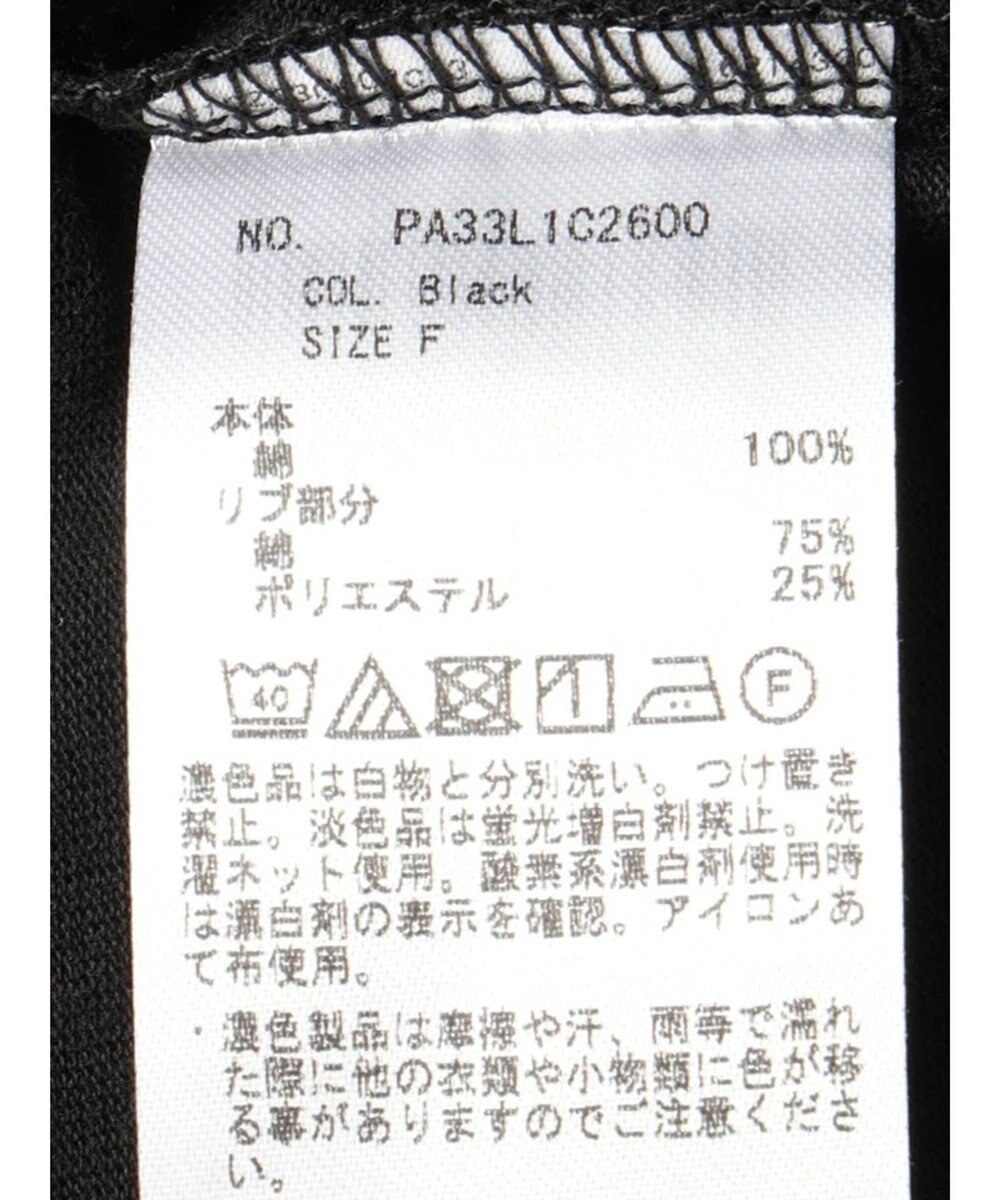 NO. PA33L1C2600
COL. Black
SIZE F
本体
綿 100%
リブ部分
綿 75%
ポリエステル 25%
40
F
濃色品は白物と分別洗い。つけ置き
禁止。淡色品は蛍光増白剤禁止。洗
濯ネット使用。酸素系漂白剤使用時
は漂白剤の表示を確認。アイロンあ
て布使用。
・濃色製品は摩擦や汗、雨等で濡れ
た際に他の衣類や小物類に色が移
る事がありますのでご注意くださ
い。